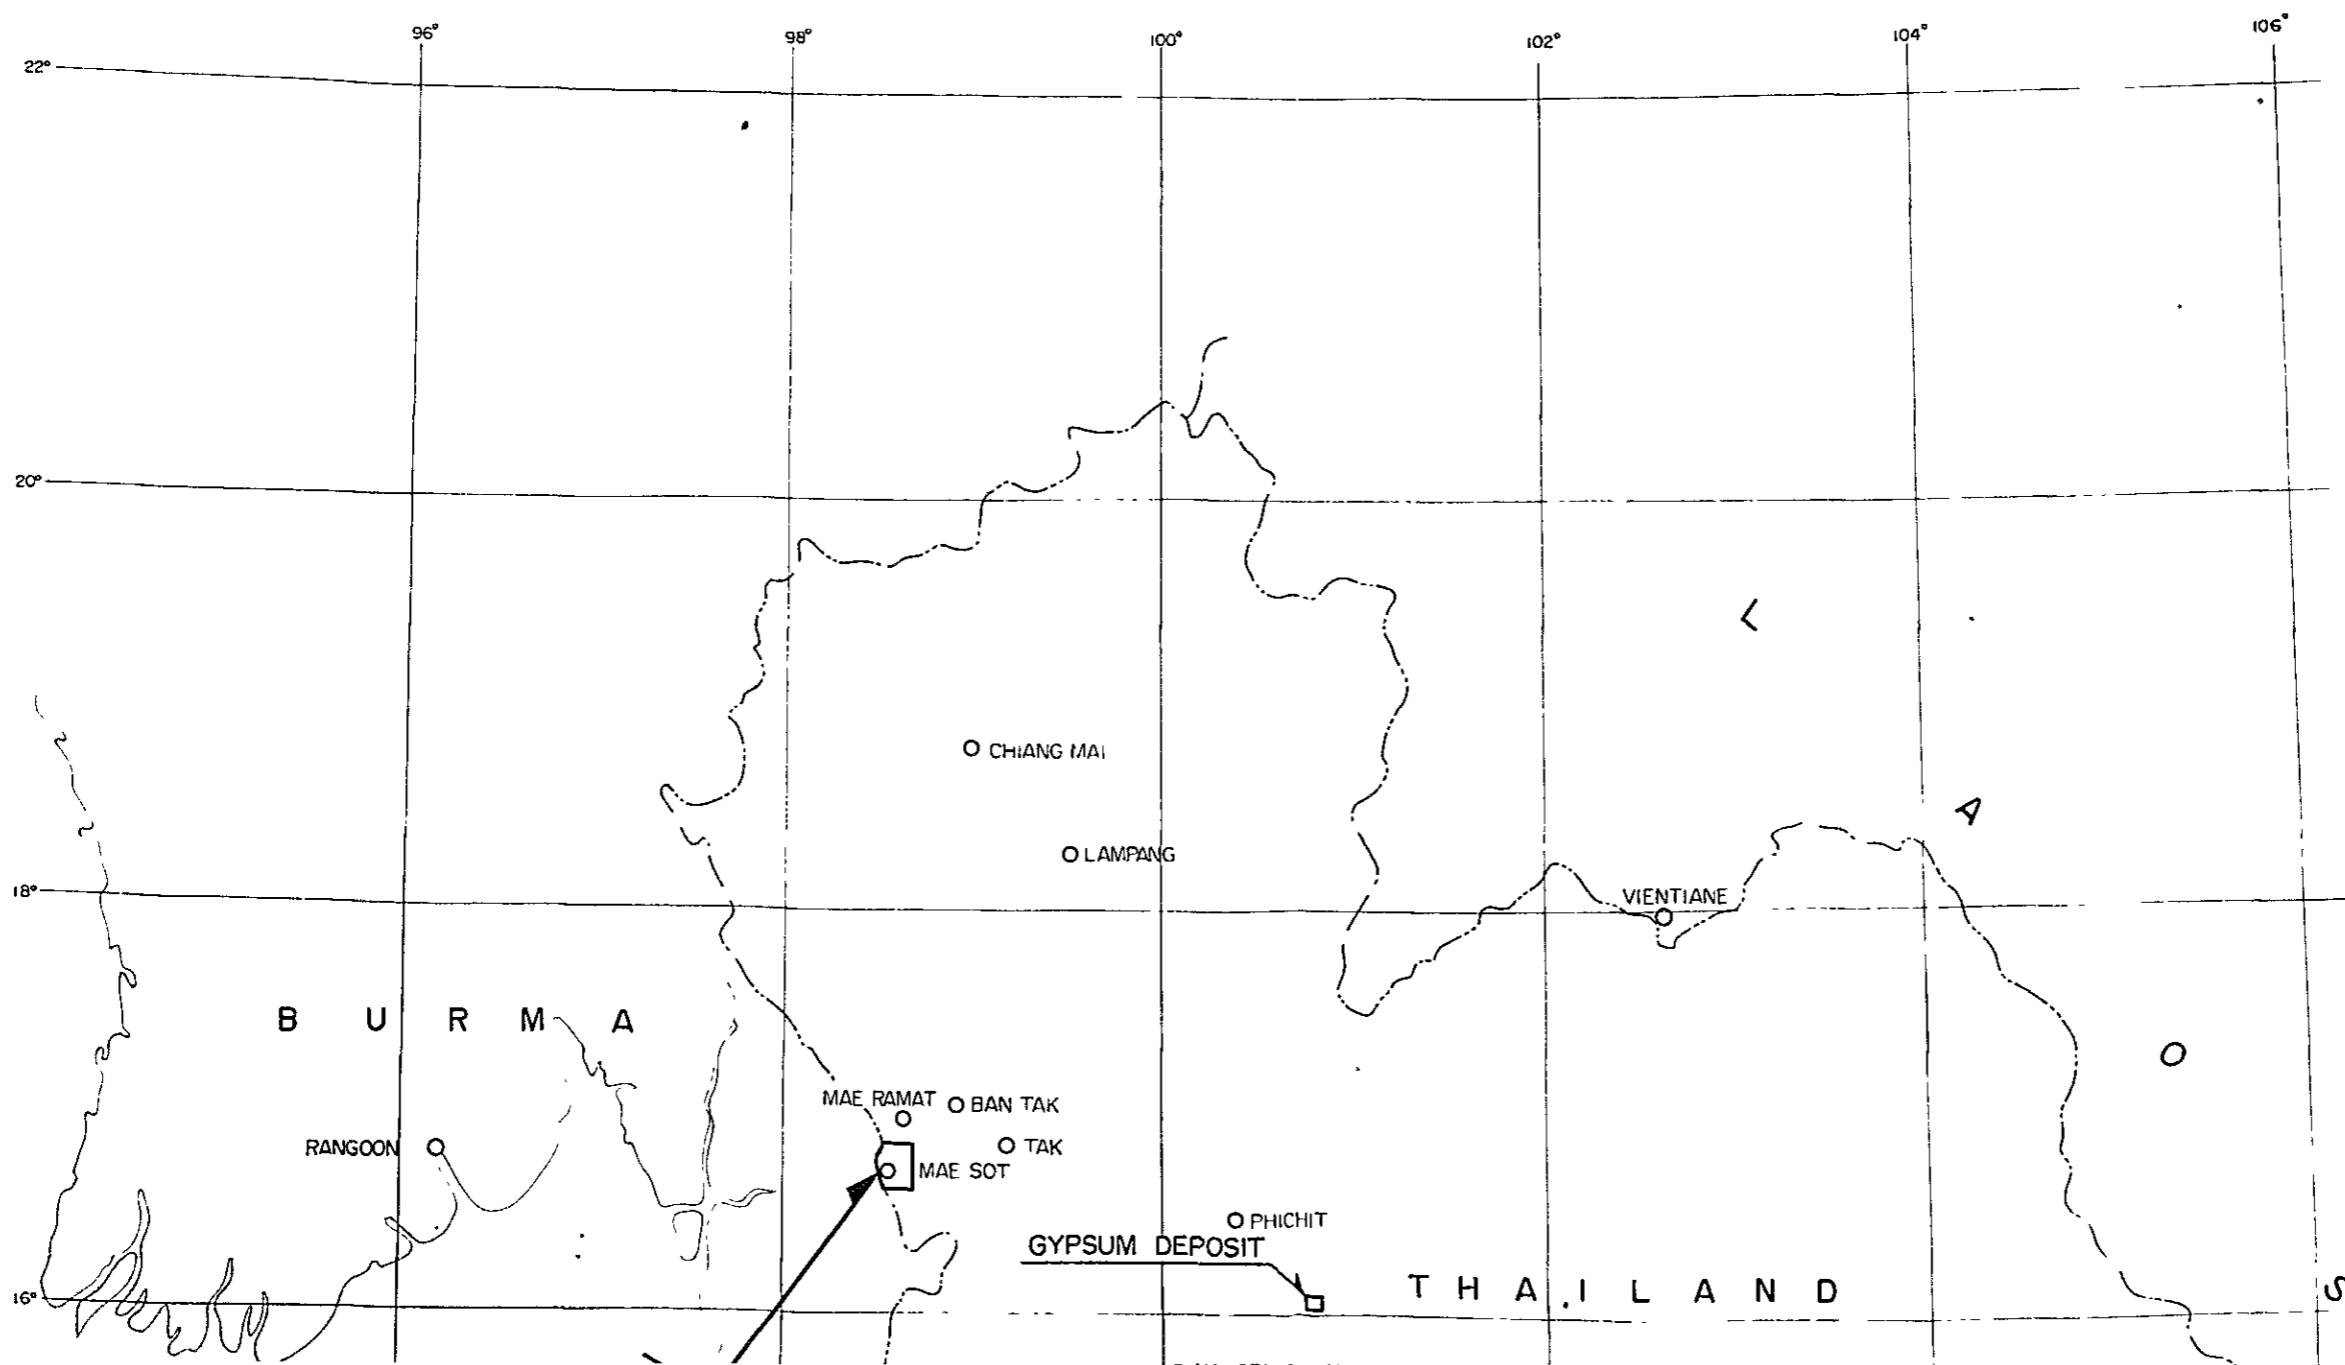 96° 98° 100° 102° 104° 106°
22°
20°
L
CHIANG MAI
A
LAMPANG
18°
VIENTIANE
B U R M A
O
MAE RAMAT
BAN TAK
RANGOON
TAK
MAE SOT
PHICHIT
GYPSUM DEPOSIT
T H A I L A N D
S
16°